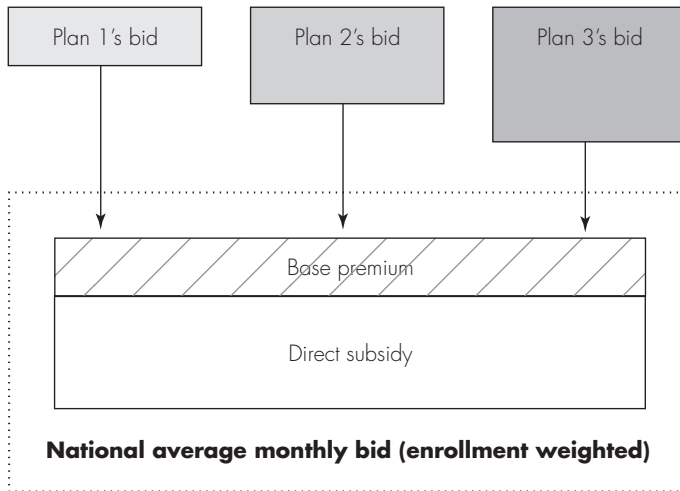 Plan 1's bid
Plan 2's bid
Plan 3's bid
Base premium
Direct subsidy
National average monthly bid (enrollment weighted)